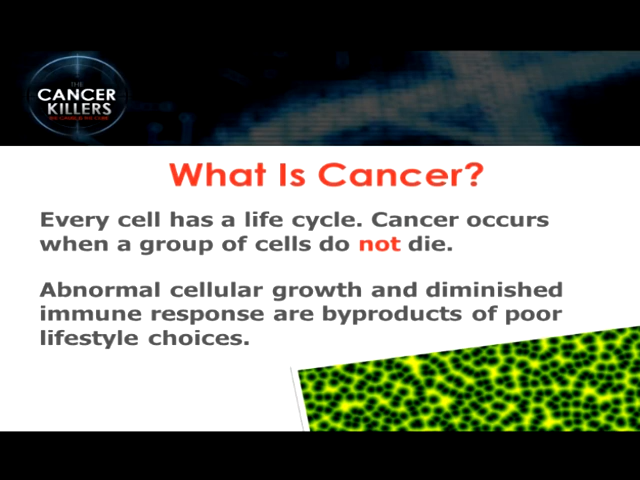 THE
CANCER
KILLERS
What Is Cancer?
Every cell has a life cycle. Cancer occurs
when a group of cells do not die.
Abnormal cellular growth and diminished
immune response are byproducts of poor
lifestyle choices.